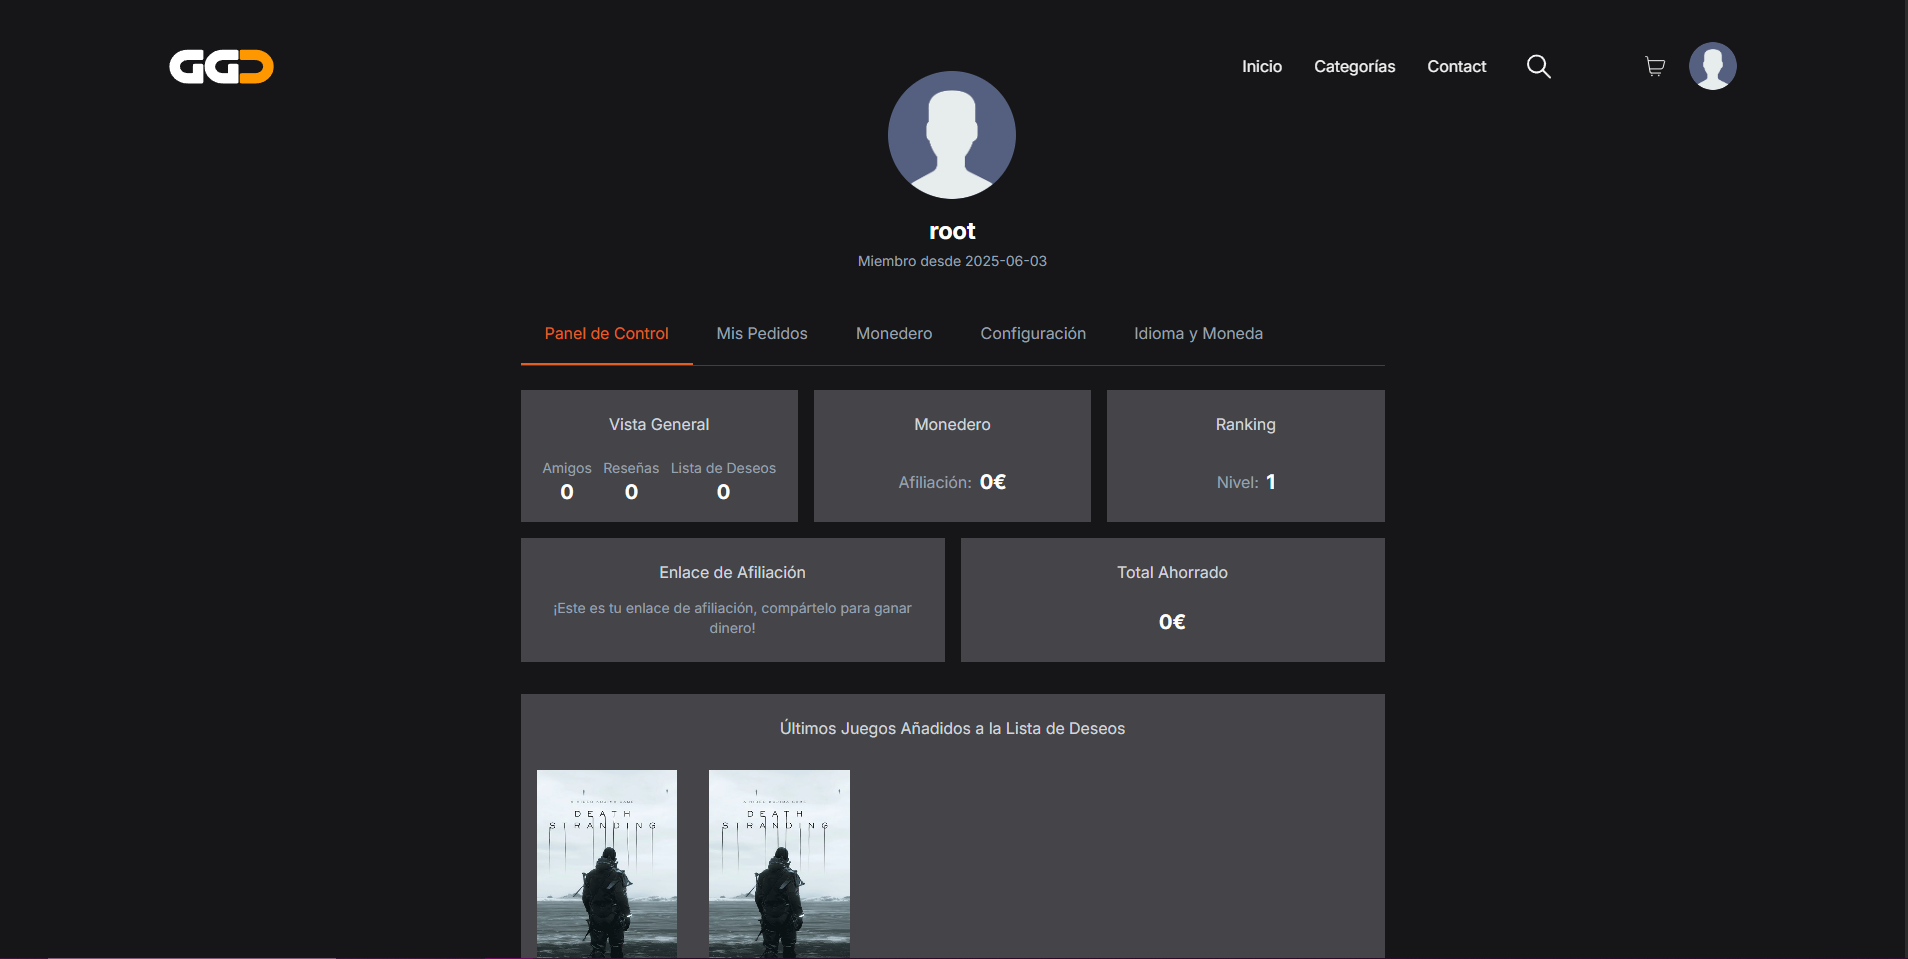 GGD
Inicio Categorías Contact
root
Miembro desde 2025-06-03
Panel de Control Mis Pedidos Monedero Configuración Idioma y Moneda
Vista General
Amigos Reseñas Lista de Deseos
0 0 0
Monedero
Afiliación: 0€
Ranking
Nivel: 1
Enlace de Afiliación
¡Este es tu enlace de afiliación, compártelo para ganar
dinero!
Total Ahorrado
0€
Últimos Juegos Añadidos a la Lista de Deseos
DEATH
STRANDING
DEATH
STRANDING